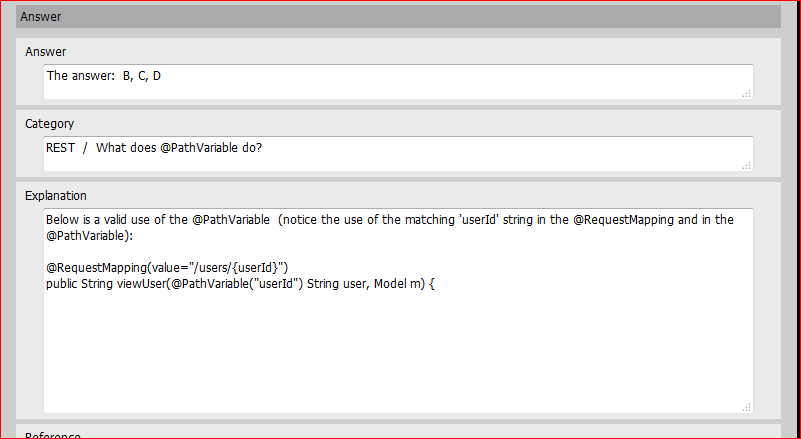 Answer
Answer
The answer:  B, C, D
Category
REST  /  What does @PathVariable do?
Explanation
Below is a valid use of the @PathVariable  (notice the use of the matching 'userId' string in the @RequestMapping and in the
@PathVariable):
@RequestMapping(value="/users/{userId}")
public String viewUser(@PathVariable("userId") String user, Model m) {
Reference